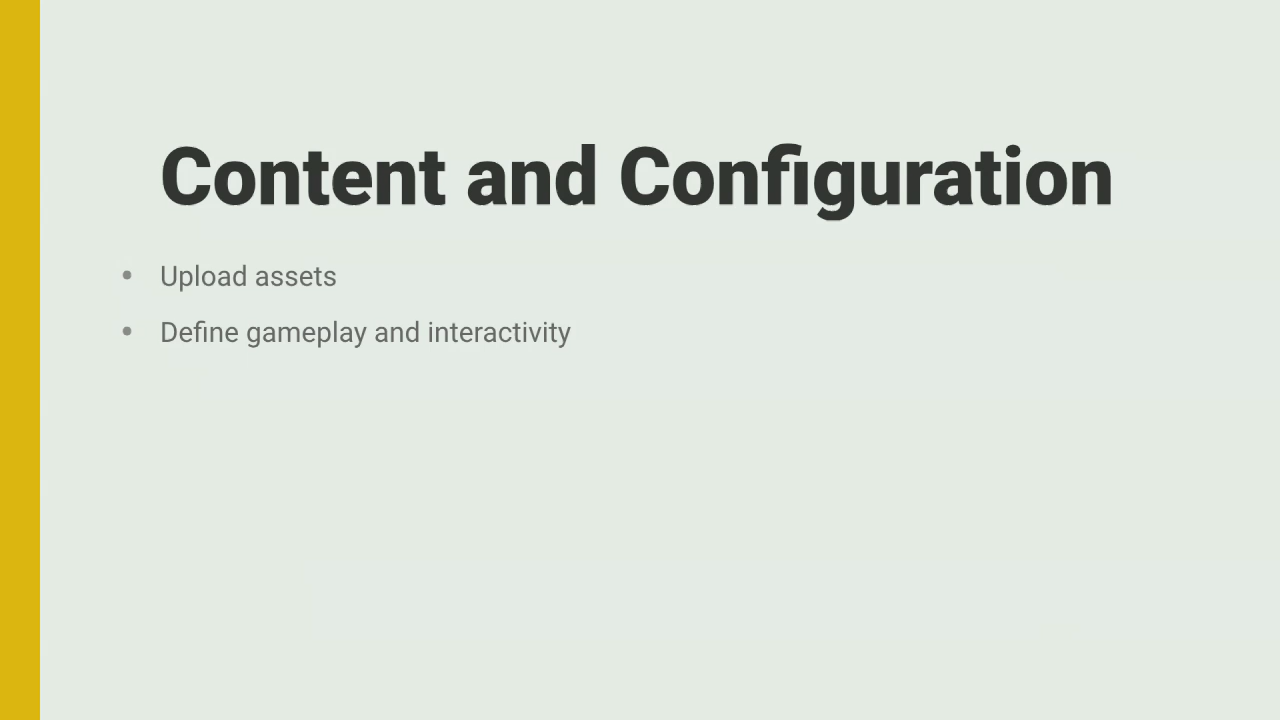 Content and Configuration
• Upload assets
• Define gameplay and interactivity